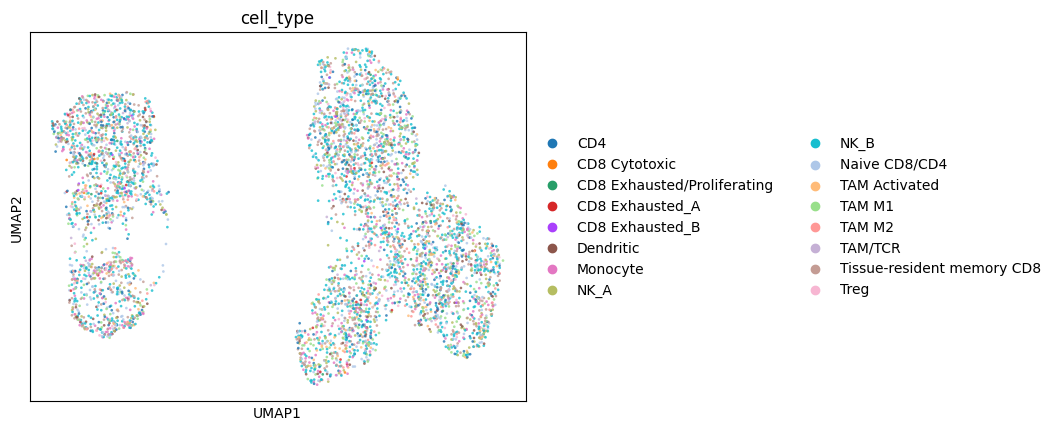 cell_type
UMAP2
UMAP1
CD4
CD8 Cytotoxic
CD8 Exhausted/Proliferating
CD8 Exhausted_A
CD8 Exhausted_B
Dendritic
Monocyte
NK_A
NK_B
Naive CD8/CD4
TAM Activated
TAM M1
TAM M2
TAM/TCR
Tissue-resident memory CD8
Treg